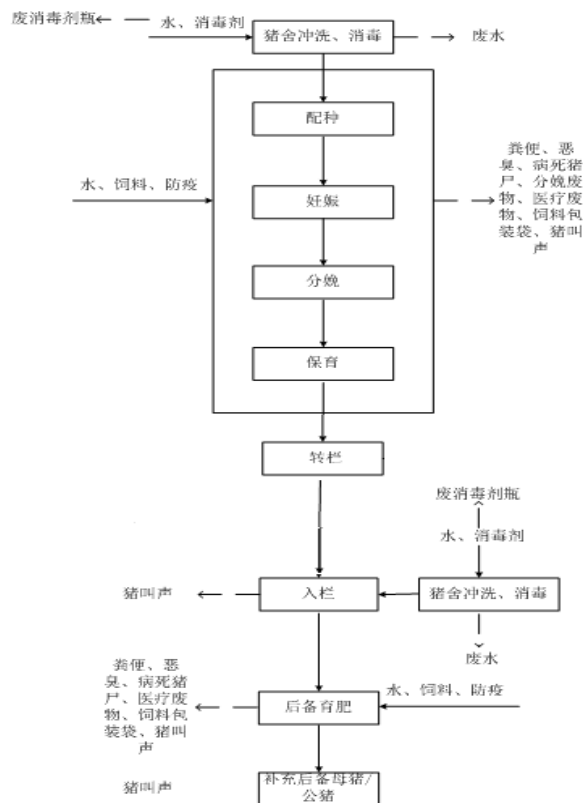 废消毒剂瓶
水、消毒剂
猪舍冲洗、消毒
废水
配种
水、饲料、防疫
妊娠
粪便、恶
臭、病死猪
尸、分娩废
物、医疗废
物、饲料包
装袋、猪叫
声
分娩
保育
转栏
废消毒剂瓶
水、消毒剂
猪叫声
入栏
猪舍冲洗、消毒
废水
粪便、恶
臭、病死猪
尸、医疗废
物、饲料包
装袋、猪叫
声
后备育肥
水、饲料、防疫
猪叫声
补充后备母猪/
公猪